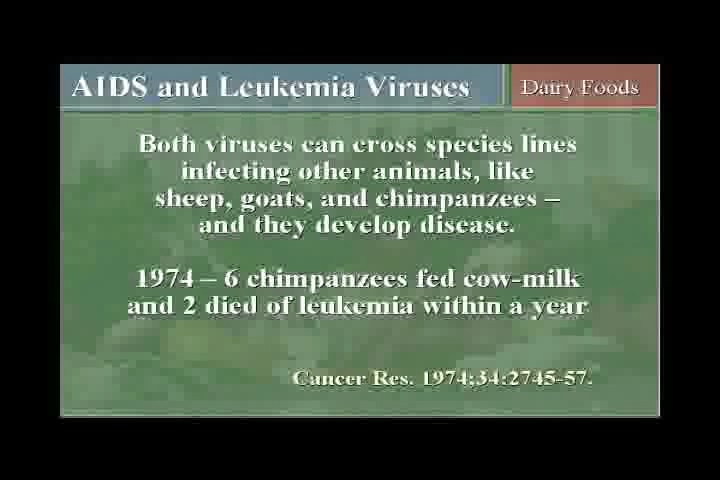 AIDS and Leukemia Viruses
Dairy Foods
Both viruses can cross species lines
infecting other animals, like
sheep, goats, and chimpanzees –
and they develop disease.
1974 – 6 chimpanzees fed cow-milk
and 2 died of leukemia within a year
Cancer Res. 1974;34:2745-57.